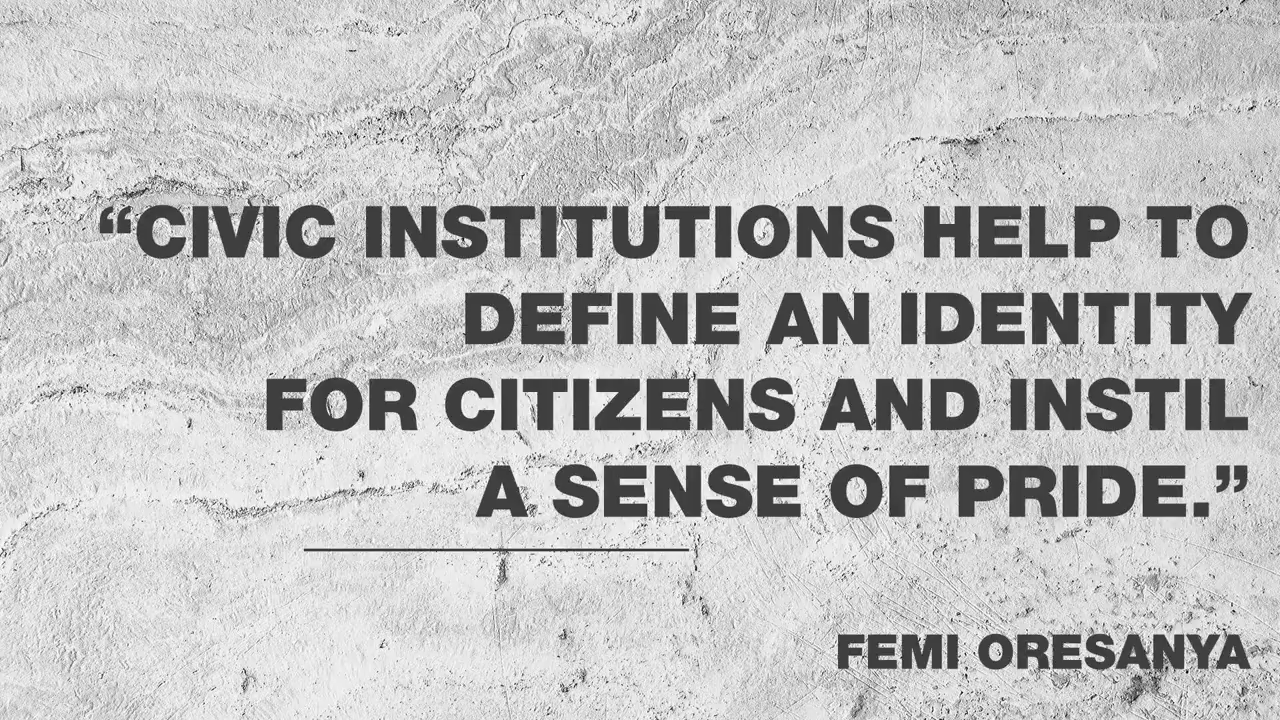 “CIVIC INSTITUTIONS HELP TO
DEFINE AN IDENTITY
FOR CITIZENS AND INSTIL
A SENSE OF PRIDE.”
FEMI ORESANYA